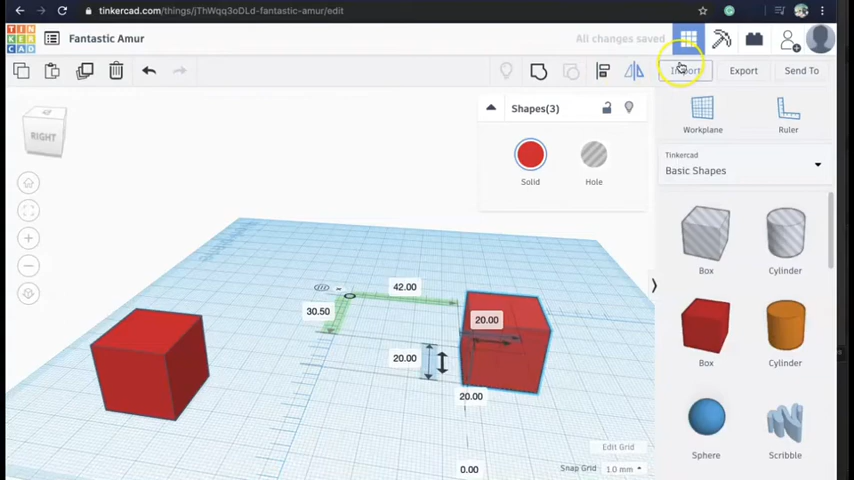 tinkercad.com/things/jThWqq3oDLd-fantastic-amur/edit
TIN
KER
CAD
Fantastic Amur
All changes saved
Import
Export
Send To
RIGHT
Shapes(3)
Solid
Hole
Workplane
Ruler
Tinkercad
Basic Shapes
Box
Cylinder
Box
Cylinder
Sphere
Scribble
42.00
30.50
20.00
20.00
20.00
0.00
Edit Grid
Snap Grid 1.0 mm